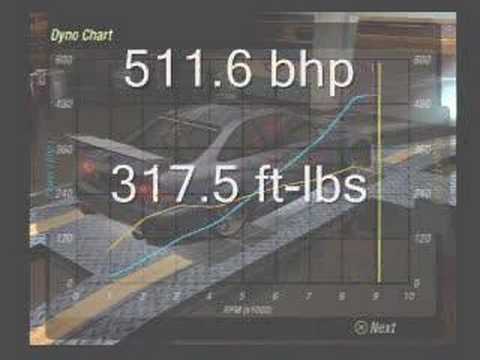 Dyno Chart
511.6 bhp
317.5 ft-lbs
600 600
480 480
360 360
240 240
120 120
0 0
1 2 3 4 5 6 7 8 9 10
RPM (x1000)
Next